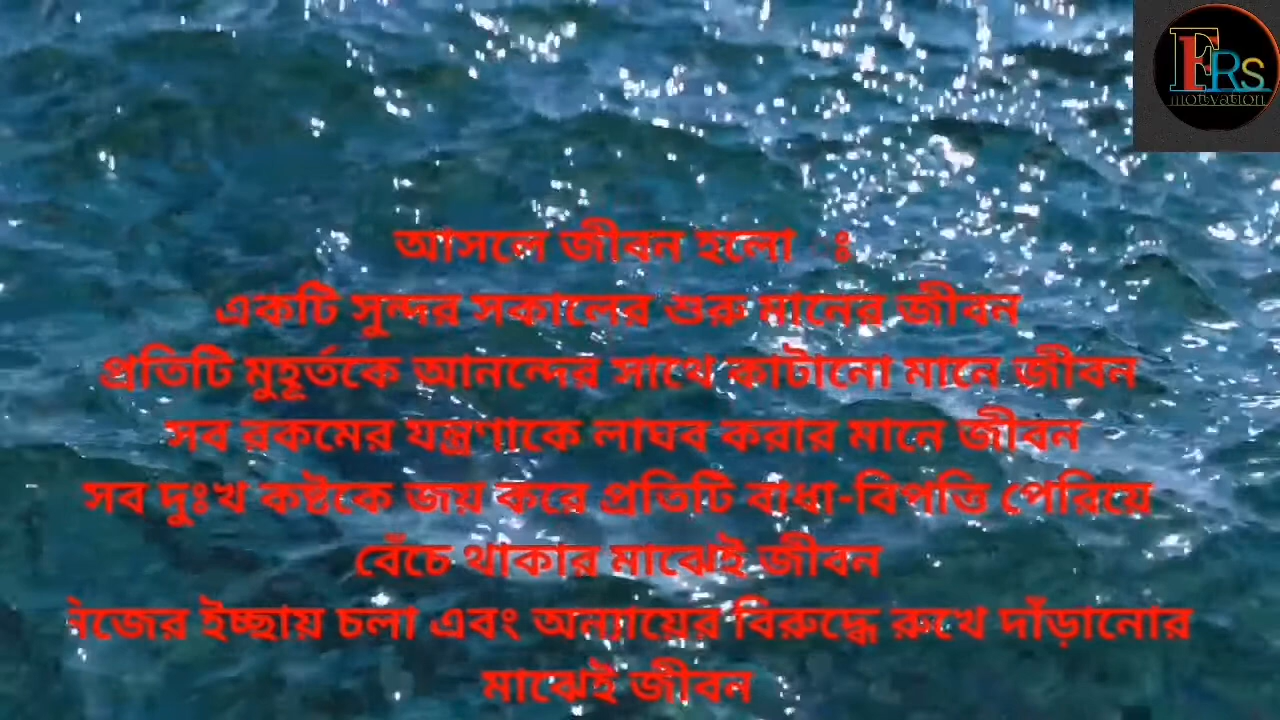 ERS
motivation
আসলে জীবন হলো ঃ
একটি সুন্দর সকালের শুরু মানের জীবন
প্রতিটি মুহূর্তকে আনন্দের সাথে কাটানো মানে জীবন
সব রকমের যন্ত্রণাকে লাঘব করার মানে জীবন
সব দুঃখ কষ্টকে জয় করে প্রতিটি বাধা-বিপত্তি পেরিয়ে
বেঁচে থাকার মাঝেই জীবন
ইচ্ছায় চলা এবং অন্যায়ের বিরুদ্ধে রুখে দাঁড়ানোর
মাঝেই জীবন